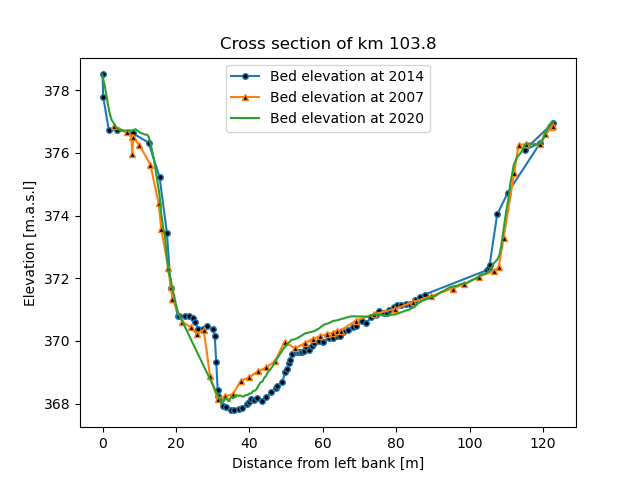 Cross section of km 103.8
Bed elevation at 2014
Bed elevation at 2007
Bed elevation at 2020
378
376
374
372
370
368
Elevation [m.a.s.l]
0 20 40 60 80 100 120
Distance from left bank [m]